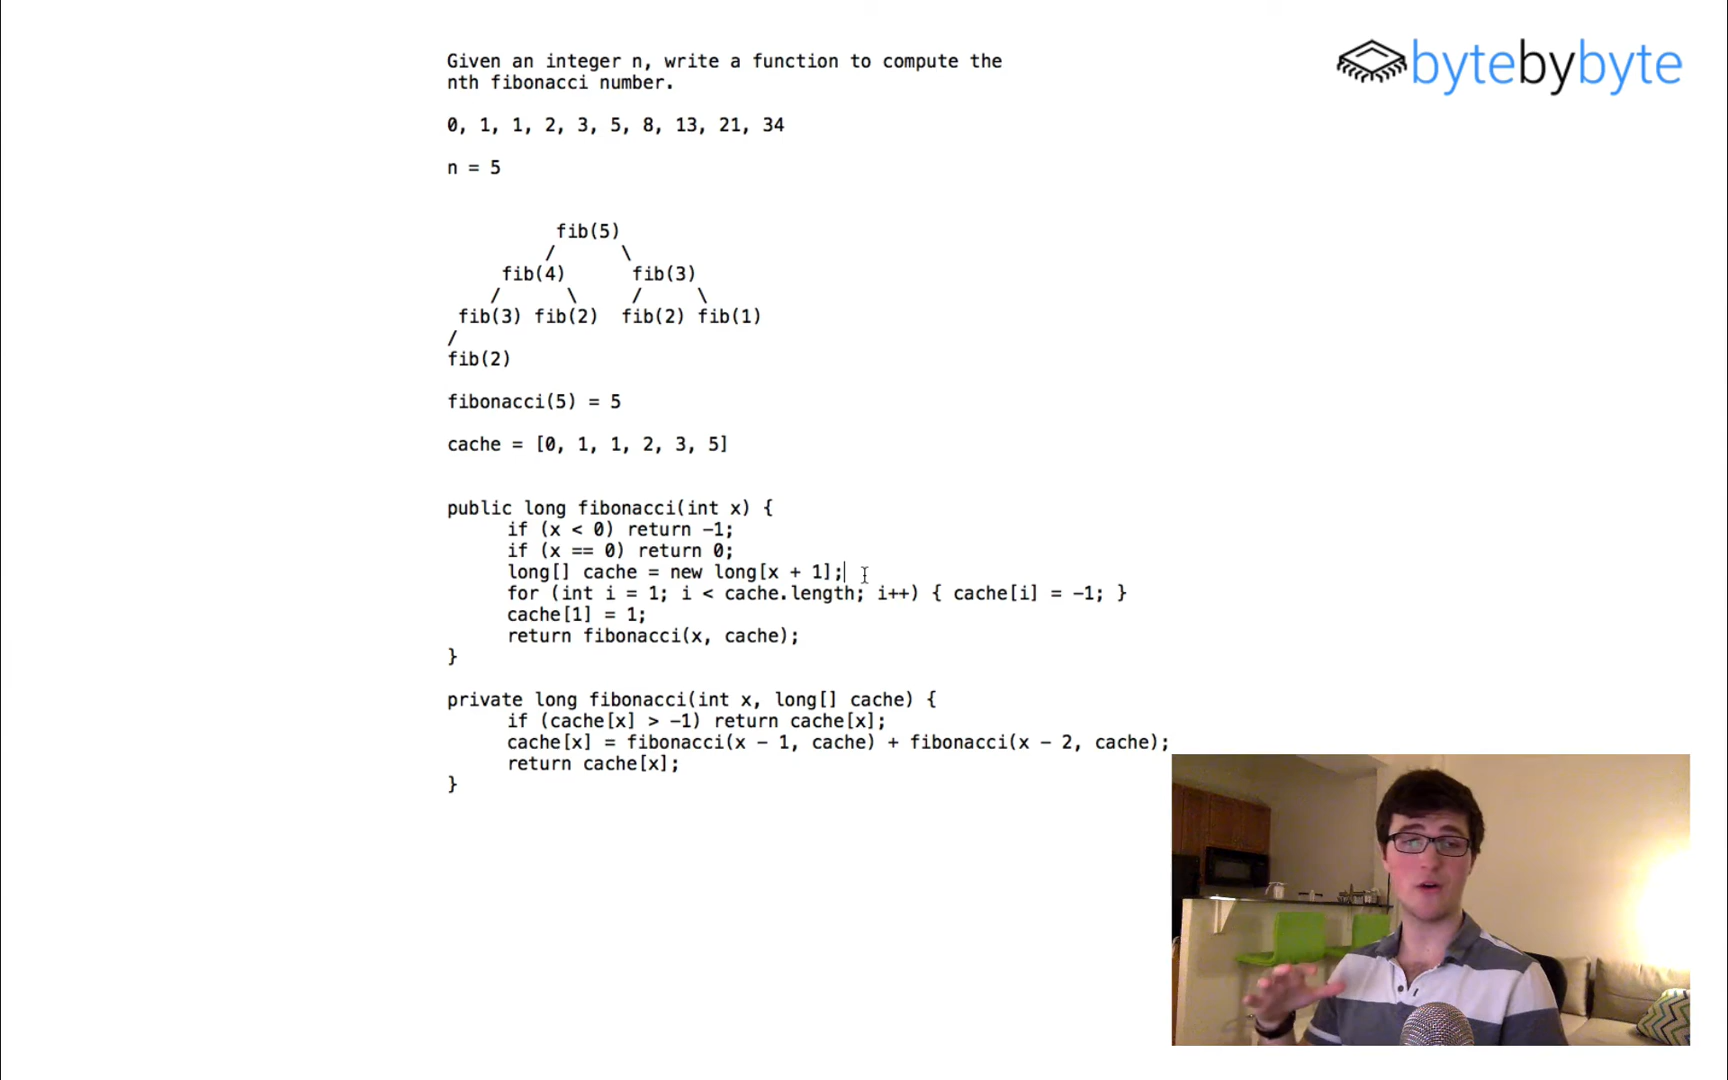 bytebybyte
Given an integer n, write a function to compute the
nth fibonacci number.
0, 1, 1, 2, 3, 5, 8, 13, 21, 34
n = 5
fib(5)
/ \
fib(4) fib(3)
/ \ / \
fib(3) fib(2) fib(2) fib(1)
/
fib(2)
fibonacci(5) = 5
cache = [0, 1, 1, 2, 3, 5]
public long fibonacci(int x) {
if (x < 0) return -1;
if (x == 0) return 0;
long[] cache = new long[x + 1];
for (int i = 1; i < cache.length; i++) { cache[i] = -1; }
cache[1] = 1;
return fibonacci(x, cache);
}
private long fibonacci(int x, long[] cache) {
if (cache[x] > -1) return cache[x];
cache[x] = fibonacci(x - 1, cache) + fibonacci(x - 2, cache);
return cache[x];
}